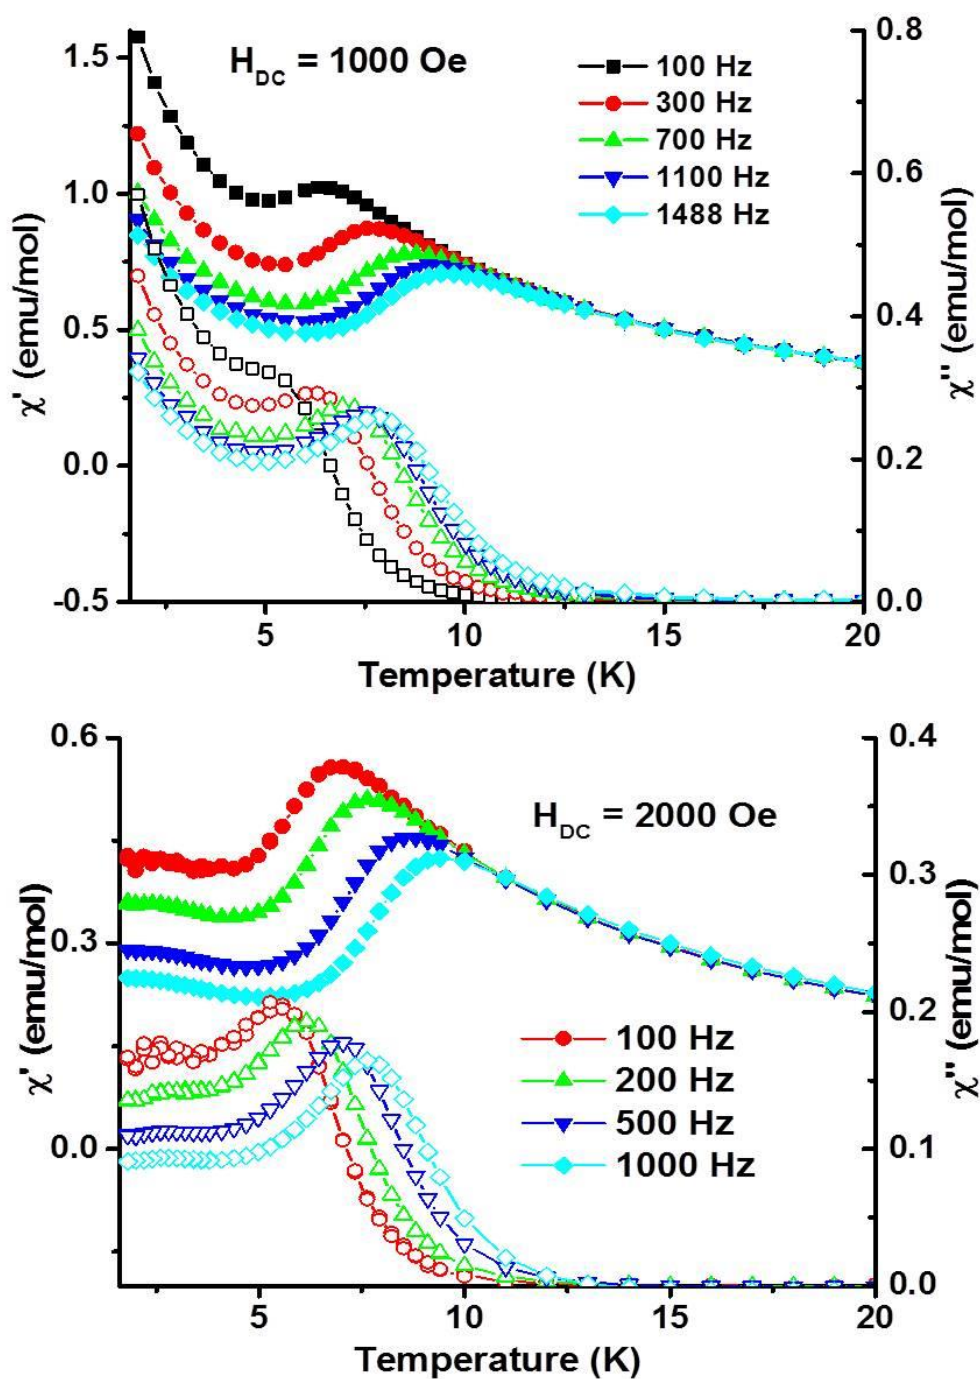 H_DC = 1000 Oe
100 Hz
300 Hz
700 Hz
1100 Hz
1488 Hz
1.5
1.0
0.5
0.0
-0.5
χ' (emu/mol)
0.8
0.6
0.4
0.2
0.0
χ'' (emu/mol)
5 10 15 20
Temperature (K)
H_DC = 2000 Oe
100 Hz
200 Hz
500 Hz
1000 Hz
0.6
0.3
0.0
χ' (emu/mol)
0.4
0.3
0.2
0.1
0.0
χ'' (emu/mol)
5 10 15 20
Temperature (K)